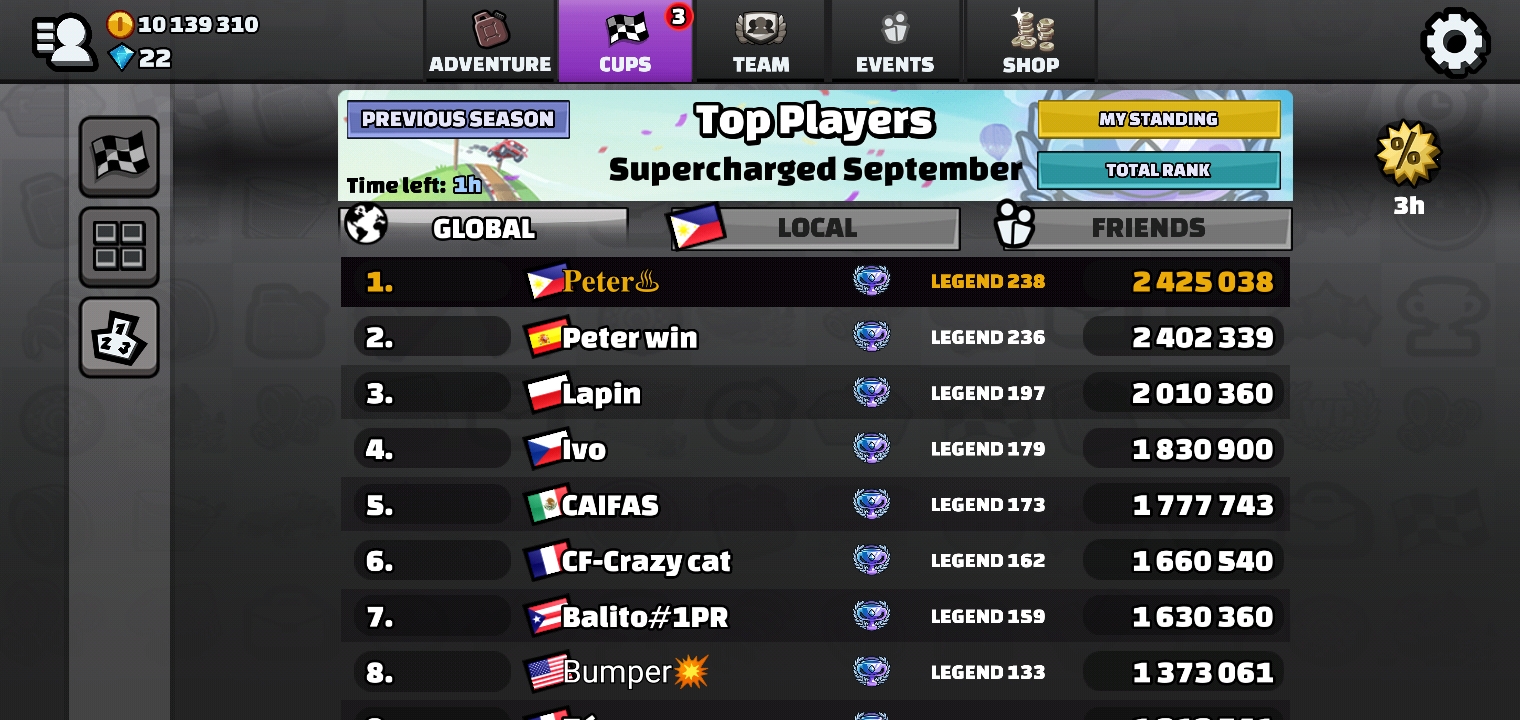 10 139 310
22
ADVENTURE
CUPS
3
TEAM
EVENTS
SHOP
PREVIOUS SEASON
Top Players
MY STANDING
Supercharged September
TOTAL RANK
Time left: 1h
%
3h
GLOBAL
LOCAL
FRIENDS
1 2 3
1. Peter♨ LEGEND 238 2 425 038
2. Peter win LEGEND 236 2 402 339
3. Lapin LEGEND 197 2 010 360
4. Ivo LEGEND 179 1 830 900
5. CAIFAS LEGEND 173 1 777 743
6. CF-Crazy cat LEGEND 162 1 660 540
7. Balito#1PR LEGEND 159 1 630 360
8. Bumper💥 LEGEND 133 1 373 061